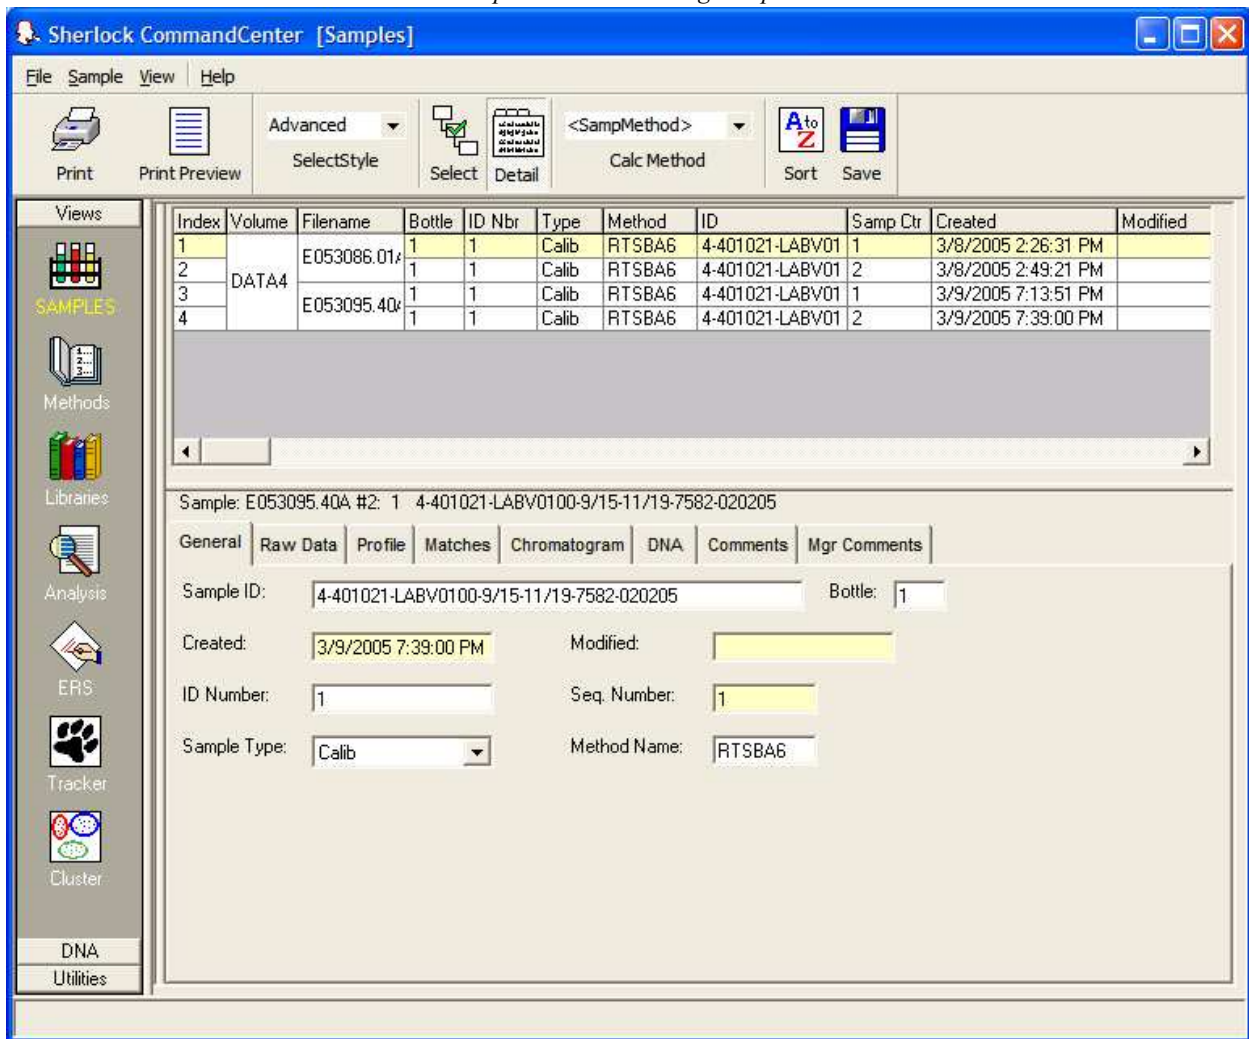 Sherlock CommandCenter [Samples]
File Sample View Help
Advanced
<SampMethod>
A to Z
SelectStyle
Calc Method
Print Print Preview Select Detail Sort Save
Views
SAMPLES
Methods
Libraries
Analysis
ERS
Tracker
Cluster
DNA
Utilities
Index Volume Filename Bottle ID Nbr Type Method ID Samp Ctr Created Modified
1 DATA4 E053086.01A 1 1 Calib RTSBA6 4-401021-LABV01 1 3/8/2005 2:26:31 PM
2 1 1 Calib RTSBA6 4-401021-LABV01 2 3/8/2005 2:49:21 PM
3 E053095.40A 1 1 Calib RTSBA6 4-401021-LABV01 1 3/9/2005 7:13:51 PM
4 1 1 Calib RTSBA6 4-401021-LABV01 2 3/9/2005 7:39:00 PM
Sample: E053095.40A #2: 1 4-401021-LABV0100-9/15-11/19-7582-020205
General Raw Data Profile Matches Chromatogram DNA Comments Mgr Comments
Sample ID: 4-401021-LABV0100-9/15-11/19-7582-020205 Bottle: 1
Created: 3/9/2005 7:39:00 PM Modified:
ID Number: 1 Seq. Number: 1
Sample Type: Calib Method Name: RTSBA6